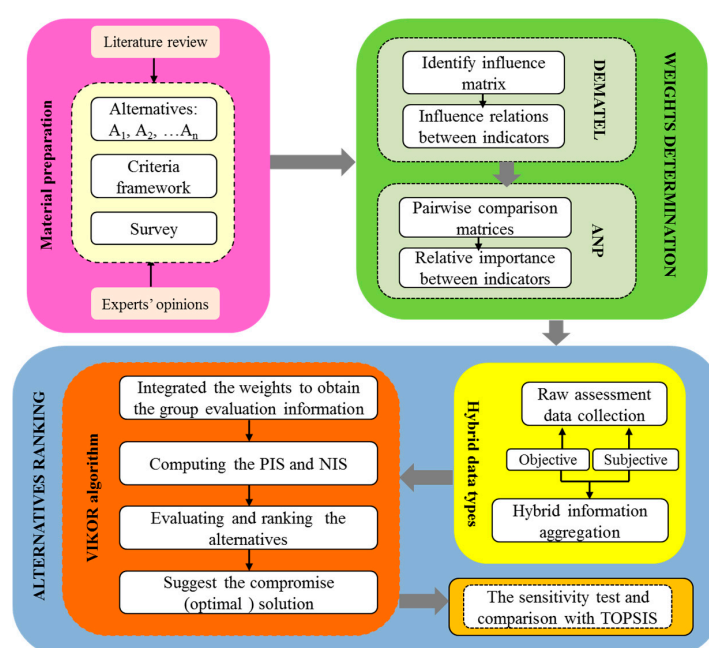 Material preparation
Literature review
Alternatives:
A1, A2, …An
Criteria
framework
Survey
Experts' opinions
WEIGHTS DETERMINATION
DEMATEL
Identify influence
matrix
Influence relations
between indicators
ANP
Pairwise comparison
matrices
Relative importance
between indicators
ALTERNATIVES RANKING
VIKOR algorithm
Integrated the weights to obtain
the group evaluation information
Computing the PIS and NIS
Evaluating and ranking the
alternatives
Suggest the compromise
(optimal ) solution
Hybrid data types
Raw assessment
data collection
Objective
Subjective
Hybrid information
aggregation
The sensitivity test and
comparison with TOPSIS